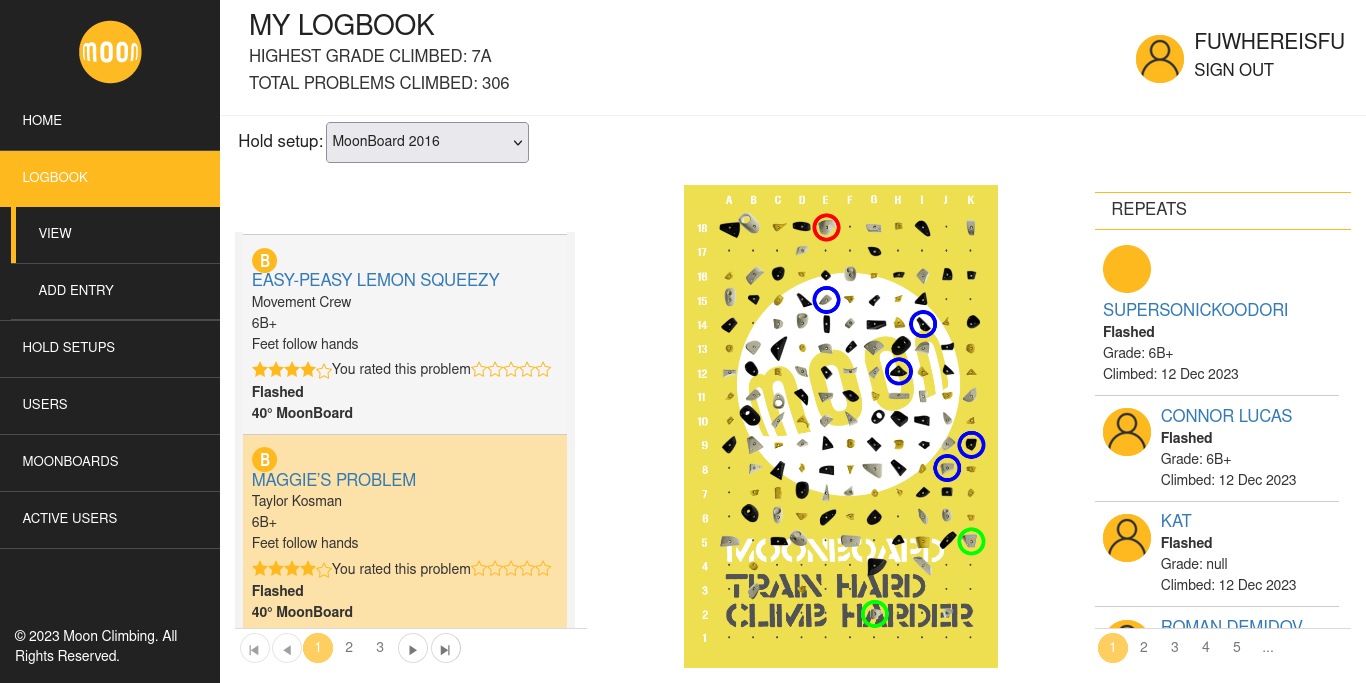 moon
HOME
LOGBOOK
VIEW
ADD ENTRY
HOLD SETUPS
USERS
MOONBOARDS
ACTIVE USERS
© 2023 Moon Climbing. All
Rights Reserved.
MY LOGBOOK
HIGHEST GRADE CLIMBED: 7A
TOTAL PROBLEMS CLIMBED: 306
FUWHEREISFU
SIGN OUT
Hold setup: MoonBoard 2016
B
EASY-PEASY LEMON SQUEEZY
Movement Crew
6B+
Feet follow hands
You rated this problem
Flashed
40° MoonBoard
B
MAGGIE'S PROBLEM
Taylor Kosman
6B+
Feet follow hands
You rated this problem
Flashed
40° MoonBoard
1 2 3
A B C D E F G H I J K
18
17
16
15
14
13
12
11
10
9
8
7
6
5
4
3
2
1
moon
MOONBOARD
TRAIN HARD
CLIMB HARDER
REPEATS
SUPERSONICKOODORI
Flashed
Grade: 6B+
Climbed: 12 Dec 2023
CONNOR LUCAS
Flashed
Grade: 6B+
Climbed: 12 Dec 2023
KAT
Flashed
Grade: null
Climbed: 12 Dec 2023
ROMAN DEMIDOV
1 2 3 4 5 ...